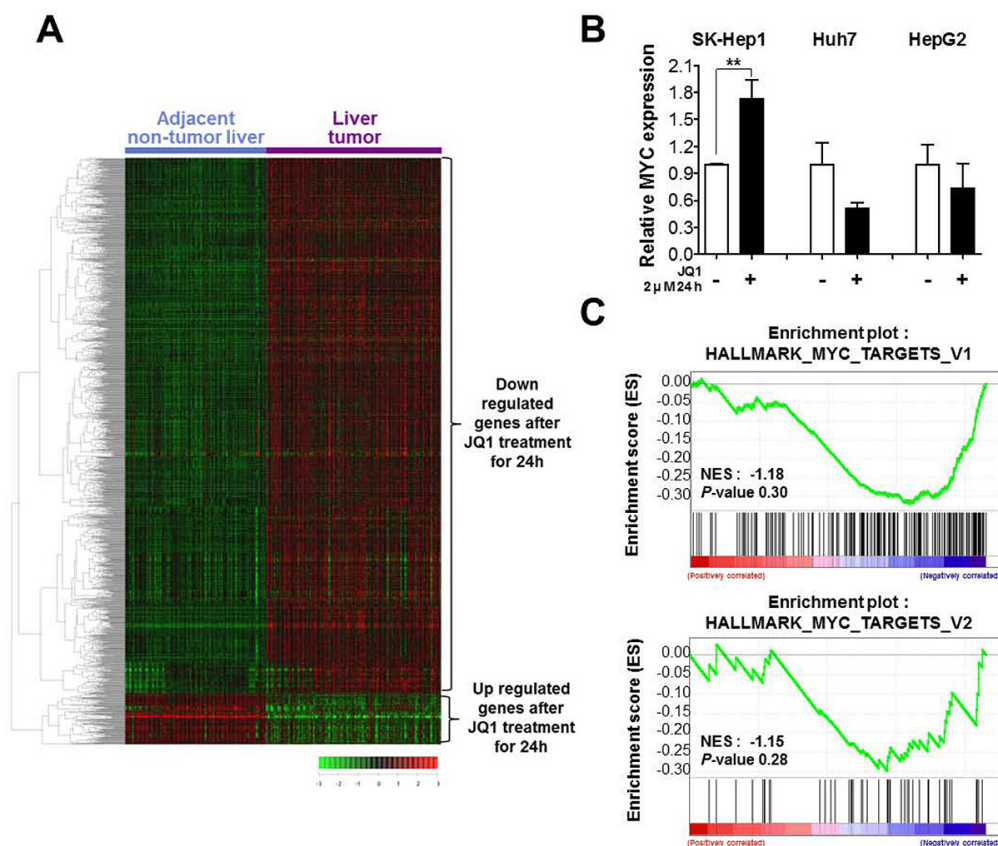 A
Adjacent
non-tumor liver
Liver
tumor
Down
regulated
genes after
JQ1 treatment
for 24h
Up regulated
genes after
JQ1 treatment
for 24h
-3 -2 -1 0 1 2 3
B
SK-Hep1 Huh7 HepG2
Relative MYC expression
2.1
1.8
1.2
0.9
0.6
0.3
0.0
**
JQ1
2 μM 24 h
- + - + - +
C
Enrichment plot :
HALLMARK_MYC_TARGETS_V1
Enrichment score (ES)
0.00
-0.05
-0.10
-0.15
-0.20
-0.25
-0.30
NES : -1.18
P-value 0.30
(Positively correlated) (Negatively correlated)
Enrichment plot :
HALLMARK_MYC_TARGETS_V2
Enrichment score (ES)
0.00
-0.05
-0.10
-0.15
-0.20
-0.25
-0.30
NES : -1.15
P-value 0.28
(Positively correlated) (Negatively correlated)